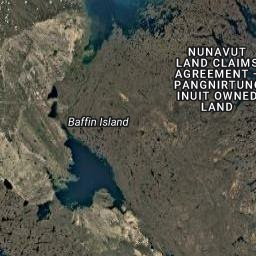 NUNAVUT
LAND CLAIMS
AGREEMENT -
PANGNIRTUNG
INUIT OWNED
LAND
Baffin Island